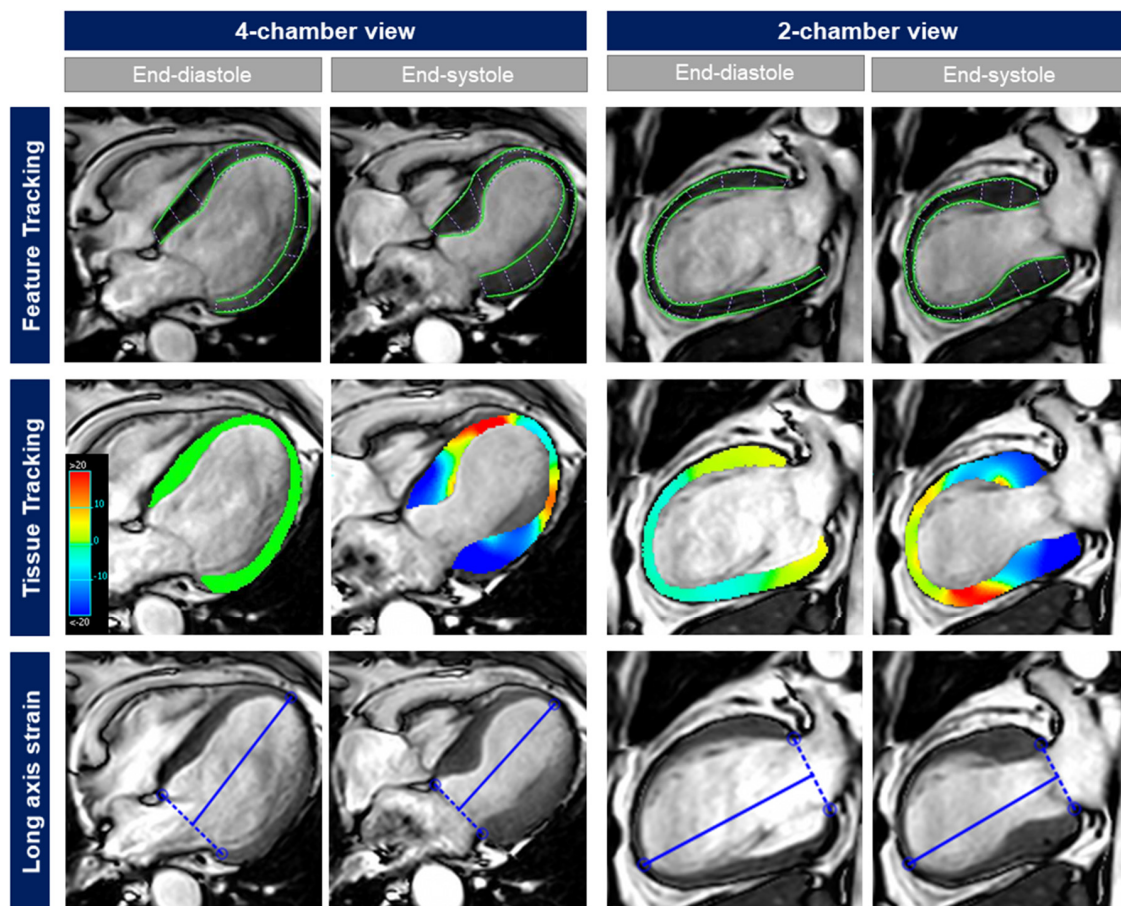 4-chamber view
2-chamber view
End-diastole
End-systole
End-diastole
End-systole
Feature Tracking
Tissue Tracking
>20
10
0
-10
<-20
Long axis strain